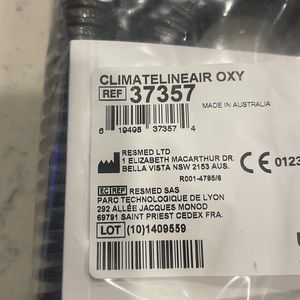 CLIMATELINEAIR OXY
REF 37357
MADE IN AUSTRALIA
6 19498 37357 4
RESMED LTD
1 ELIZABETH MACARTHUR DR.
BELLA VISTA NSW 2153 AUS.
CE 0123
R001-4785/6
EC REP RESMED SAS
PARC TECHNOLOGIQUE DE LYON
292 ALLÉE JACQUES MONOD
69791 SAINT PRIEST CEDEX FRA.
LOT (10)1409559